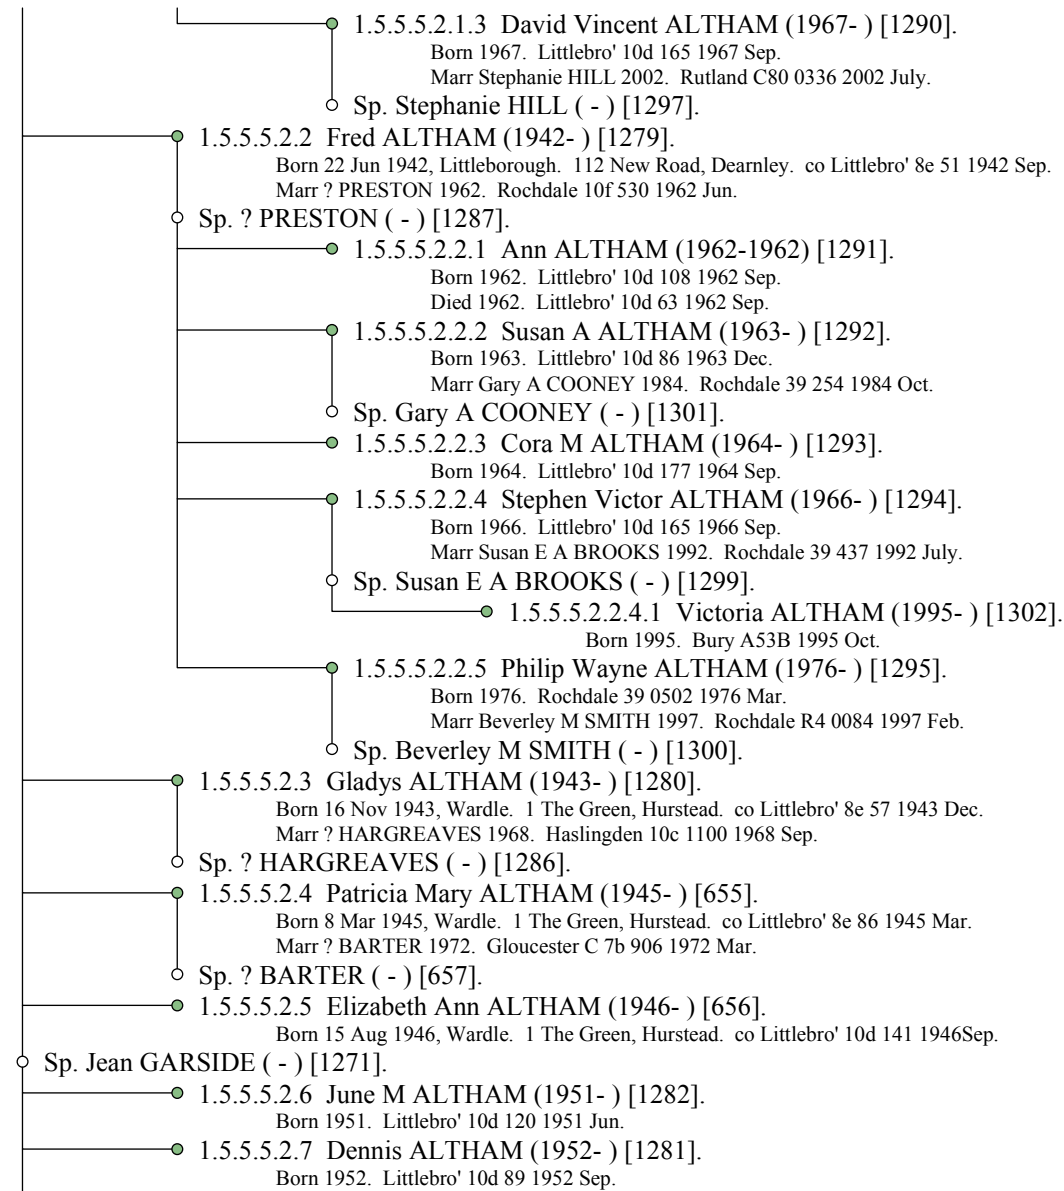 1.5.5.5.2.1.3 David Vincent ALTHAM (1967- ) [1290].
Born 1967. Littlebro' 10d 165 1967 Sep.
Marr Stephanie HILL 2002. Rutland C80 0336 2002 July.
Sp. Stephanie HILL ( - ) [1297].
1.5.5.5.2.2 Fred ALTHAM (1942- ) [1279].
Born 22 Jun 1942, Littleborough. 112 New Road, Dearnley. co Littlebro' 8e 51 1942 Sep.
Marr ? PRESTON 1962. Rochdale 10f 530 1962 Jun.
Sp. ? PRESTON ( - ) [1287].
1.5.5.5.2.2.1 Ann ALTHAM (1962-1962) [1291].
Born 1962. Littlebro' 10d 108 1962 Sep.
Died 1962. Littlebro' 10d 63 1962 Sep.
1.5.5.5.2.2.2 Susan A ALTHAM (1963- ) [1292].
Born 1963. Littlebro' 10d 86 1963 Dec.
Marr Gary A COONEY 1984. Rochdale 39 254 1984 Oct.
Sp. Gary A COONEY ( - ) [1301].
1.5.5.5.2.2.3 Cora M ALTHAM (1964- ) [1293].
Born 1964. Littlebro' 10d 177 1964 Sep.
1.5.5.5.2.2.4 Stephen Victor ALTHAM (1966- ) [1294].
Born 1966. Littlebro' 10d 165 1966 Sep.
Marr Susan E A BROOKS 1992. Rochdale 39 437 1992 July.
Sp. Susan E A BROOKS ( - ) [1299].
1.5.5.5.2.2.4.1 Victoria ALTHAM (1995- ) [1302].
Born 1995. Bury A53B 1995 Oct.
1.5.5.5.2.2.5 Philip Wayne ALTHAM (1976- ) [1295].
Born 1976. Rochdale 39 0502 1976 Mar.
Marr Beverley M SMITH 1997. Rochdale R4 0084 1997 Feb.
Sp. Beverley M SMITH ( - ) [1300].
1.5.5.5.2.3 Gladys ALTHAM (1943- ) [1280].
Born 16 Nov 1943, Wardle. 1 The Green, Hurstead. co Littlebro' 8e 57 1943 Dec.
Marr ? HARGREAVES 1968. Haslingden 10c 1100 1968 Sep.
Sp. ? HARGREAVES ( - ) [1286].
1.5.5.5.2.4 Patricia Mary ALTHAM (1945- ) [655].
Born 8 Mar 1945, Wardle. 1 The Green, Hurstead. co Littlebro' 8e 86 1945 Mar.
Marr ? BARTER 1972. Gloucester C 7b 906 1972 Mar.
Sp. ? BARTER ( - ) [657].
1.5.5.5.2.5 Elizabeth Ann ALTHAM (1946- ) [656].
Born 15 Aug 1946, Wardle. 1 The Green, Hurstead. co Littlebro' 10d 141 1946Sep.
Sp. Jean GARSIDE ( - ) [1271].
1.5.5.5.2.6 June M ALTHAM (1951- ) [1282].
Born 1951. Littlebro' 10d 120 1951 Jun.
1.5.5.5.2.7 Dennis ALTHAM (1952- ) [1281].
Born 1952. Littlebro' 10d 89 1952 Sep.